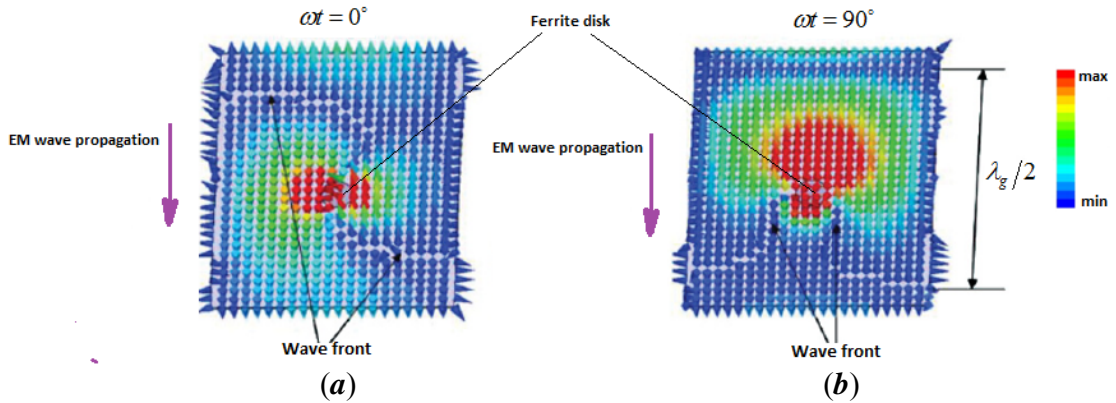 ωt = 0°
Ferrite disk
ωt = 90°
max
EM wave propagation
EM wave propagation
λg/2
min
Wave front
Wave front
(a)
(b)